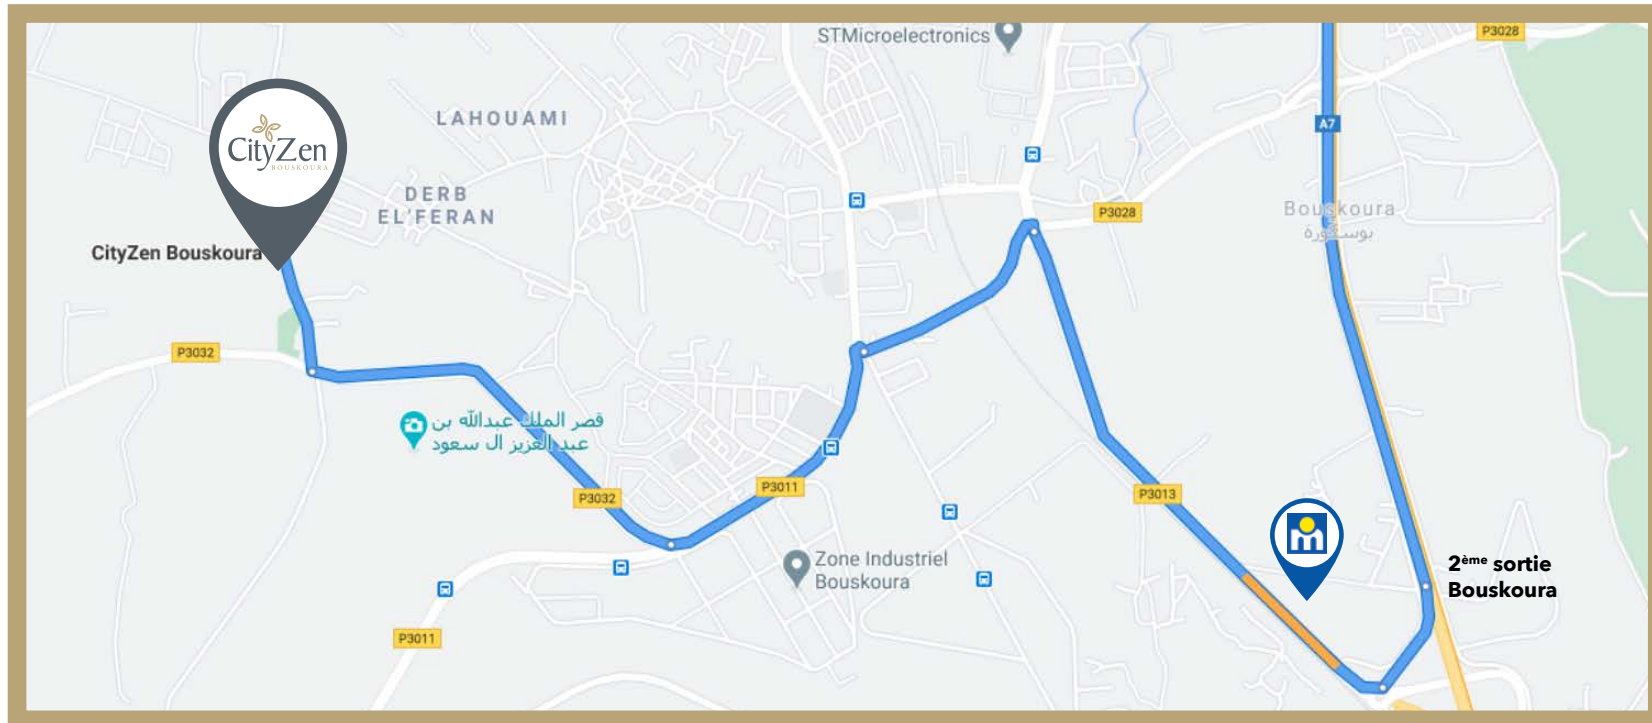 STMicroelectronics
P3028
LAHOUAMI
A7
CityZen
BOUSKOURA
DERB
EL'FERAN
P3028
Bouskoura
بوسكورة
CityZen Bouskoura
P3032
قصر الملك عبدالله بن
عبد العزيز ال سعود
P3032
P3011
P3013
Zone Industriel
Bouskoura
2ème sortie
Bouskoura
P3011
m